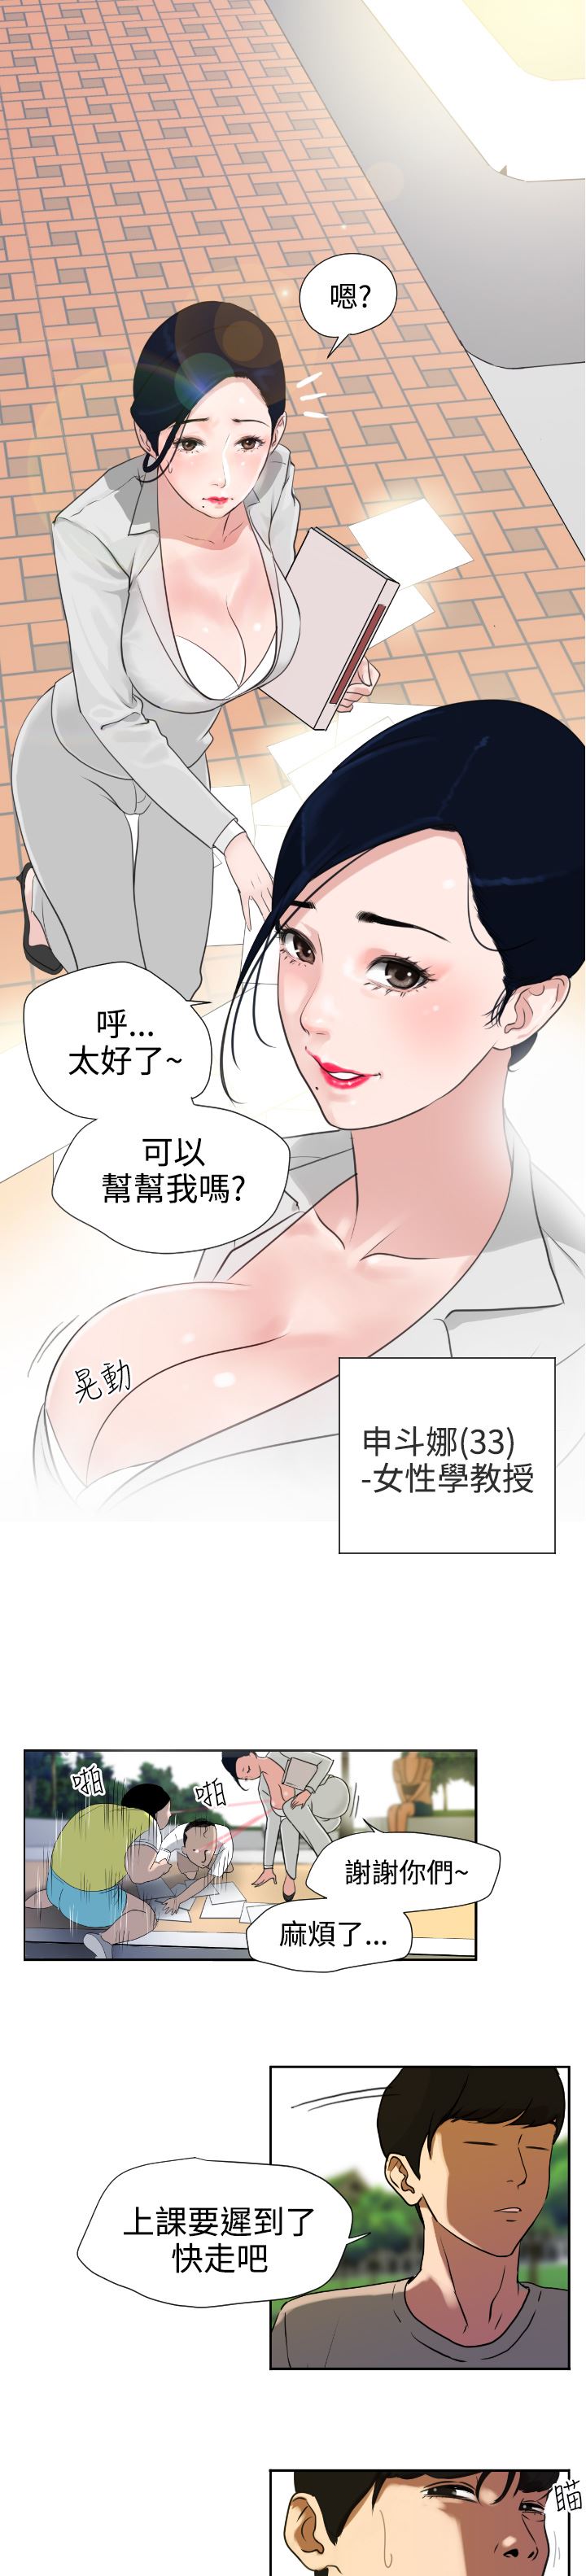 嗯?
呼...
太好了~
可以
幫幫我嗎?
晃動
申斗娜(33)
-女性學教授
啪
啪
謝謝你們~
麻煩了...
上課要遲到了
快走吧
瞄